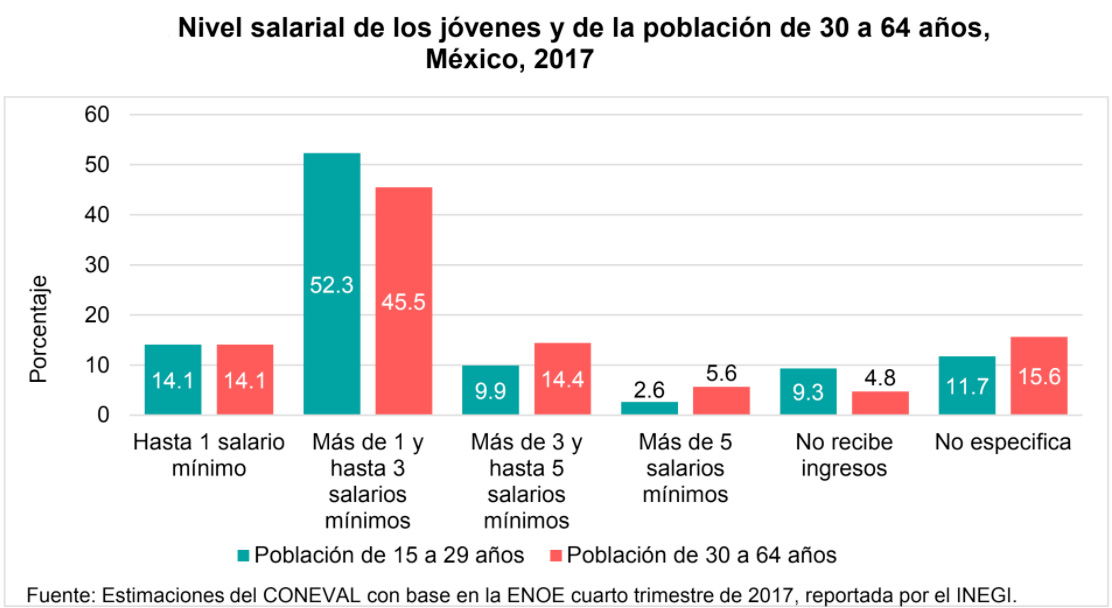 Nivel salarial de los jóvenes y de la población de 30 a 64 años,
México, 2017
Porcentaje
60
50
40
30
20
10
0
14.1
14.1
52.3
45.5
9.9
14.4
2.6
5.6
9.3
4.8
11.7
15.6
Hasta 1 salario
mínimo
Más de 1 y
hasta 3
salarios
mínimos
Más de 3 y
hasta 5
salarios
mínimos
Más de 5
salarios
mínimos
No recibe
ingresos
No especifica
Población de 15 a 29 años
Población de 30 a 64 años
Fuente: Estimaciones del CONEVAL con base en la ENOE cuarto trimestre de 2017, reportada por el INEGI.